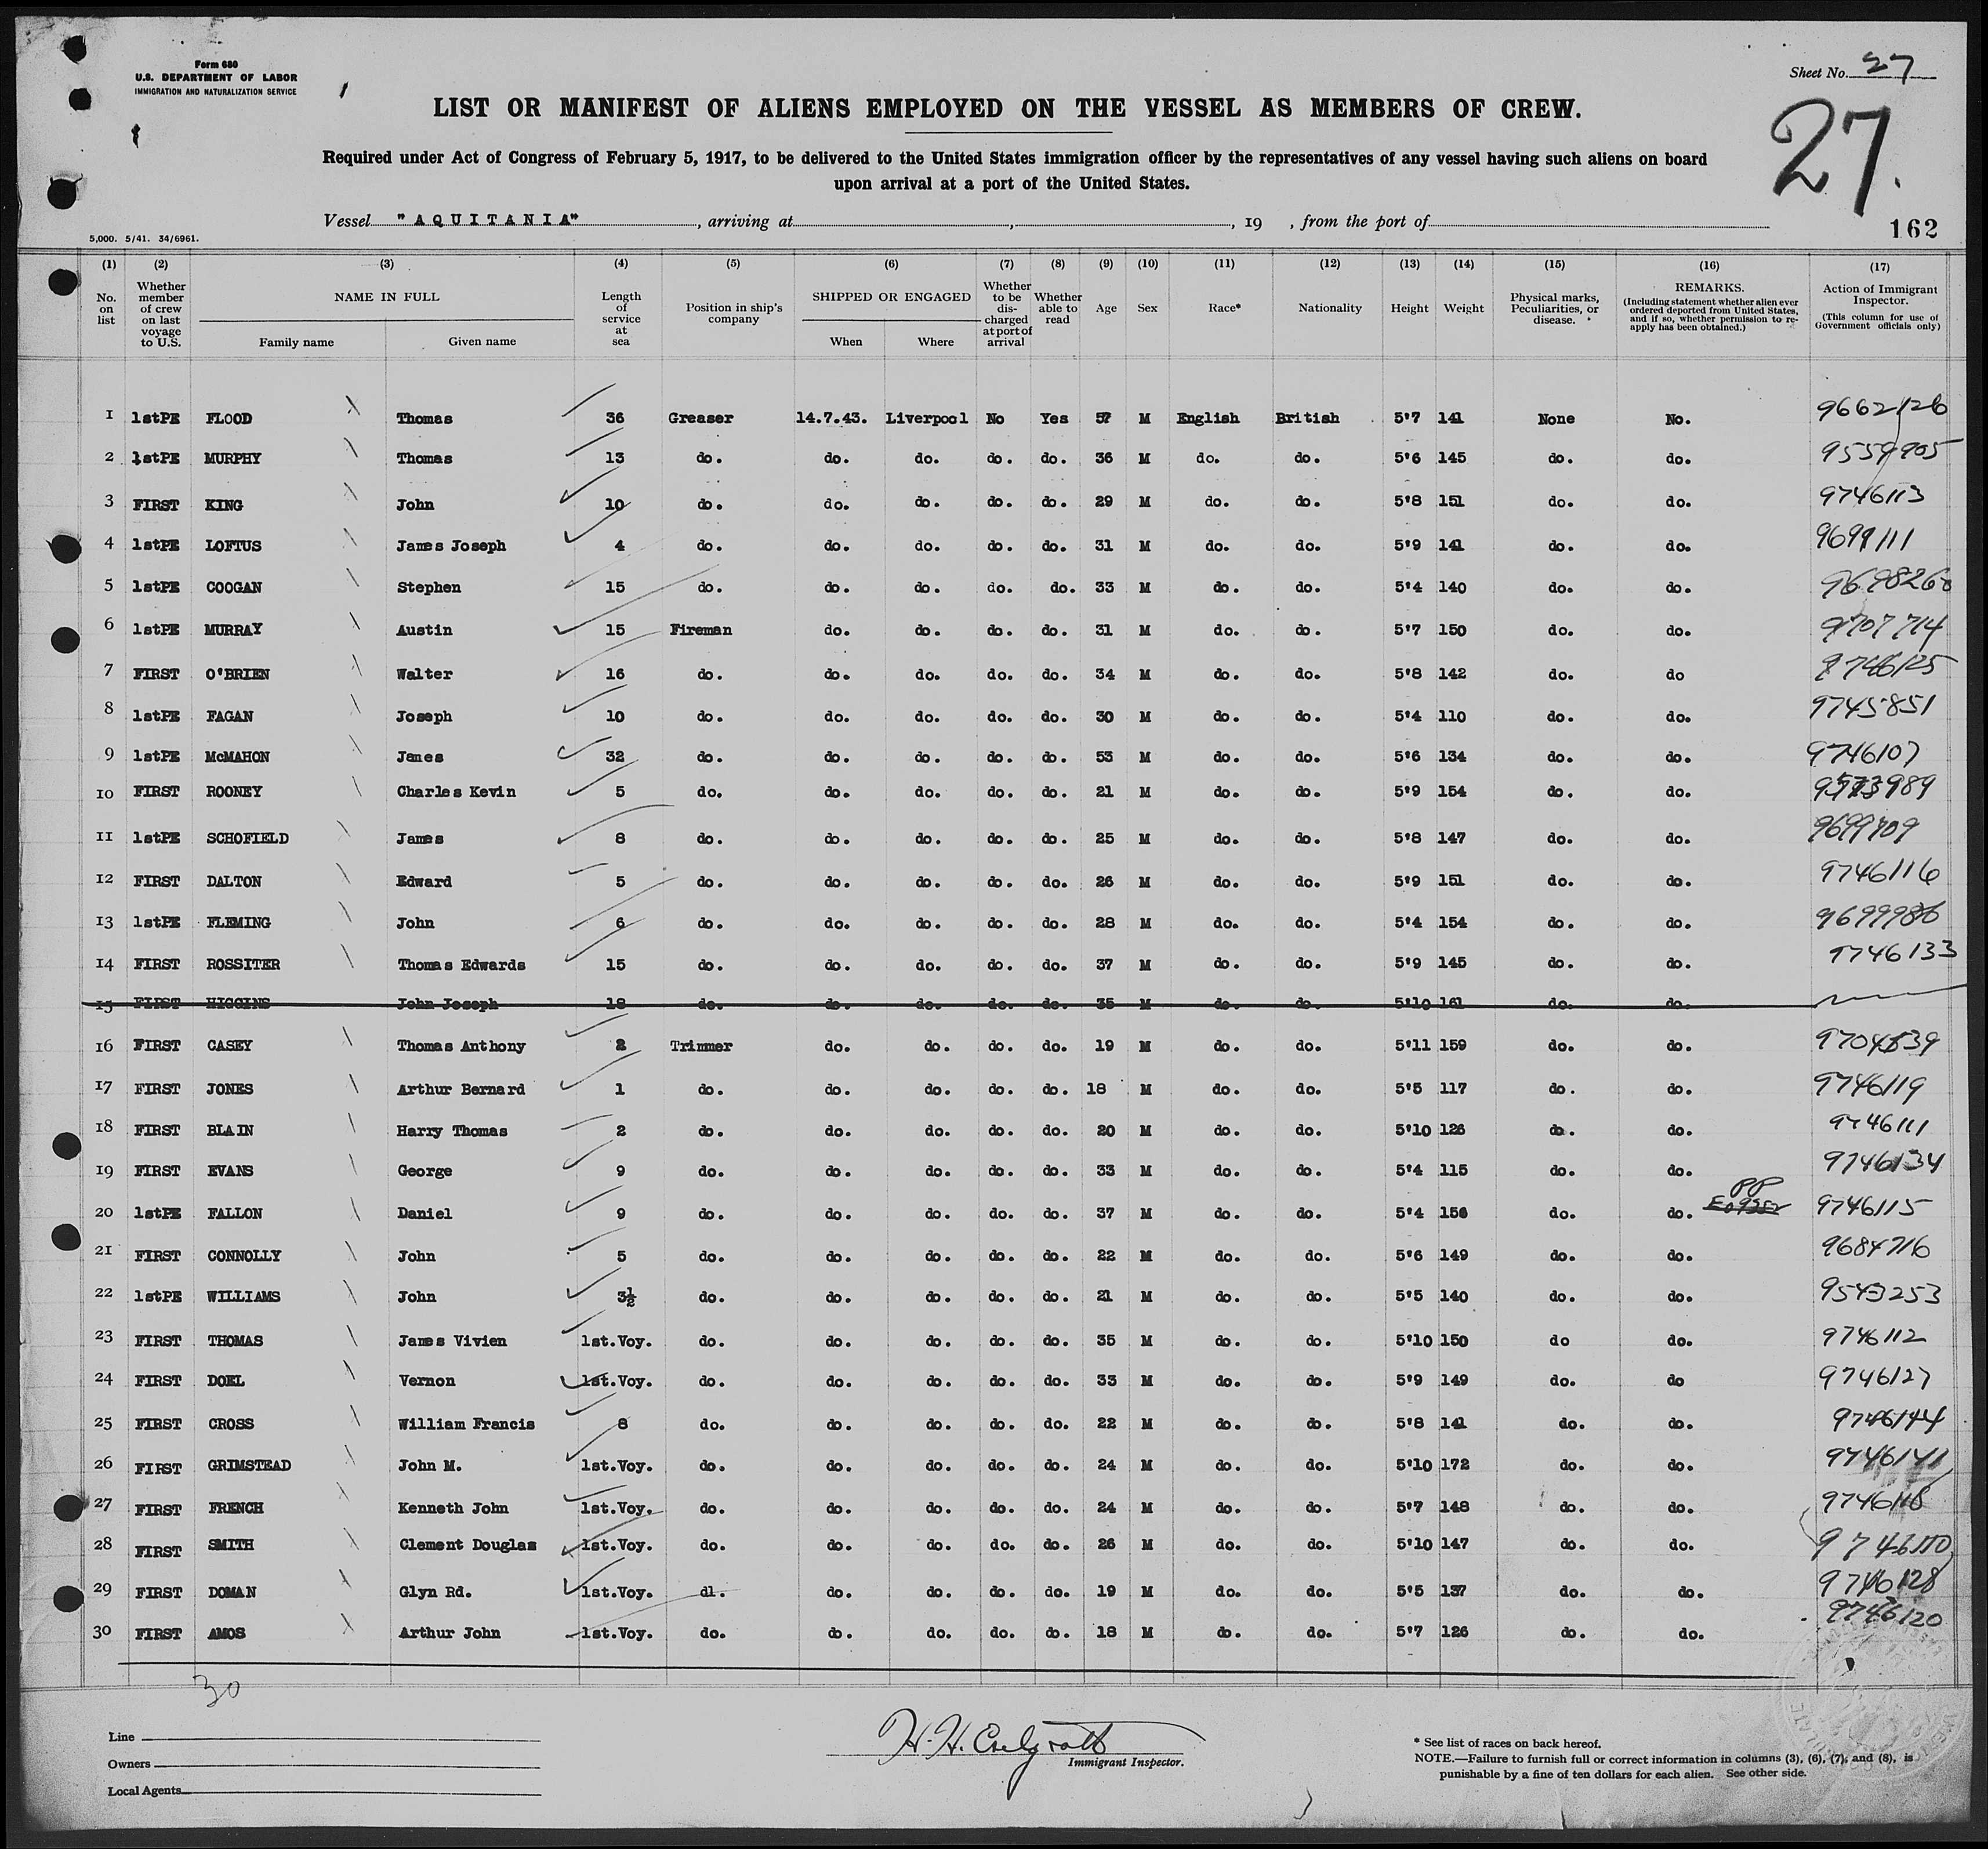 Form 680
U.S. DEPARTMENT OF LABOR
IMMIGRATION AND NATURALIZATION SERVICE
Sheet No. 27
LIST OR MANIFEST OF ALIENS EMPLOYED ON THE VESSEL AS MEMBERS OF CREW.
27.
Required under Act of Congress of February 5, 1917, to be delivered to the United States immigration officer by the representatives of any vessel having such aliens on board
upon arrival at a port of the United States.
Vessel "AQUITANIA", arriving at , , 19 , from the port of
5,000. 5/41. 34/6961.
162
(1) (2) (3) (4) (5) (6) (7) (8) (9) (10) (11) (12) (13) (14) (15) (16) (17)
No. on list
Whether member of crew on last voyage to U.S.
NAME IN FULL
Family name Given name
Length of service at sea
Position in ship's company
SHIPPED OR ENGAGED
When Where
Whether to be discharged at port of arrival
Whether able to read
Age Sex Race* Nationality Height Weight
Physical marks, Peculiarities, or disease.
REMARKS.
(Including statement whether alien ever ordered deported from United States, and if so, whether permission to re-apply has been obtained.)
Action of Immigrant Inspector.
(This column for use of Government officials only)
1 1stPE FLOOD Thomas 36 Greaser 14.7.43. Liverpool No Yes 57 M English British 5'7 141 None No. 9662126
2 1stPE MURPHY Thomas 13 do. do. do. do. do. 36 M do. do. 5'6 145 do. do. 9559905
3 FIRST KING John 10 do. do. do. do. do. 29 M do. do. 5'8 151 do. do. 9746113
4 1stPE LOFTUS James Joseph 4 do. do. do. do. do. 31 M do. do. 5'9 141 do. do. 9699111
5 1stPE COOGAN Stephen 15 do. do. do. do. do. 33 M do. do. 5'4 140 do. do.
6 1stPE MURRAY Austin 15 Fireman do. do. do. do. 31 M do. do. 5'7 150 do. do. 9707714
7 FIRST O'BRIEN Walter 16 do. do. do. do. do. 34 M do. do. 5'8 142 do. do 9746125
8 1stPE FAGAN Joseph 10 do. do. do. do. do. 30 M do. do. 5'4 110 do. do. 9745851
9 1stPE McMAHON James 32 do. do. do. do. do. 53 M do. do. 5'6 134 do. do. 9746107
10 FIRST ROONEY Charles Kevin 5 do. do. do. do. do. 21 M do. do. 5'9 154 do. do.
11 1stPE SCHOFIELD James 8 do. do. do. do. do. 25 M do. do. 5'8 147 do. do. 9699709
12 FIRST DALTON Edward 5 do. do. do. do. do. 26 M do. do. 5'9 151 do. do. 9746116
13 1stPE FLEMING John 6 do. do. do. do. do. 28 M do. do. 5'4 154 do. do.
14 FIRST ROSSITER Thomas Edwards 15 do. do. do. do. do. 37 M do. do. 5'9 145 do. do. 9746133
15 FIRST HIGGINS John Joseph 18 do. do. do. do. do. 35 M do. do. 5'10 161 do. do.
16 FIRST CASEY Thomas Anthony 2 Trimmer do. do. do. do. 19 M do. do. 5'11 159 do. do.
17 FIRST JONES Arthur Bernard 1 do. do. do. do. do. 18 M do. do. 5'5 117 do. do. 9746119
18 FIRST BLAIN Harry Thomas 2 do. do. do. do. do. 20 M do. do. 5'10 126 do. do. 9746111
19 FIRST EVANS George 9 do. do. do. do. do. 33 M do. do. 5'4 115 do. do. 9746134
20 1stPE FALLON Daniel 9 do. do. do. do. do. 37 M do. do. 5'4 156 do. do. PP 9746115
21 FIRST CONNOLLY John 5 do. do. do. do. do. 22 M do. do. 5'6 149 do. do. 9684716
22 1stPE WILLIAMS John 3½ do. do. do. do. do. 21 M do. do. 5'5 140 do. do. 9543253
23 FIRST THOMAS James Vivien 1st.Voy. do. do. do. do. do. 35 M do. do. 5'10 150 do do. 9746112
24 FIRST DOEL Vernon 1st.Voy. do. do. do. do. do. 33 M do. do. 5'9 149 do. do 9746127
25 FIRST CROSS William Francis 8 do. do. do. do. do. 22 M do. do. 5'8 141 do. do. 9746144
26 FIRST GRIMSTEAD John M. 1st.Voy. do. do. do. do. do. 24 M do. do. 5'10 172 do. do. 9746141
27 FIRST FRENCH Kenneth John 1st.Voy. do. do. do. do. do. 24 M do. do. 5'7 148 do. do. 9746118
28 FIRST SMITH Clement Douglas 1st.Voy. do. do. do. do. do. 26 M do. do. 5'10 147 do. do. 9746110
29 FIRST DOMAN Glyn Rd. 1st.Voy. dl. do. do. do. do. 19 M do. do. 5'5 137 do. do. 9746128
30 FIRST AMOS Arthur John 1st.Voy. do. do. do. do. do. 18 M do. do. 5'7 126 do. do. 9746120
30
Line
Owners
Local Agents
H. H.
Immigrant Inspector.
* See list of races on back hereof.
NOTE.—Failure to furnish full or correct information in columns (3), (6), (7), and (8), is
punishable by a fine of ten dollars for each alien. See other side.